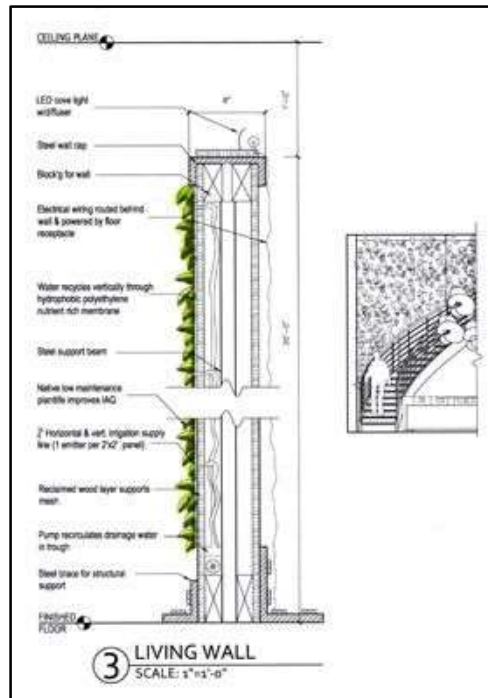 CEILING PLANE
LED cove light
w/diffuser
8"
Steel wall cap
Block'g for wall
Electrical wiring routed behind
wall & powered by floor
receptacle
Water recycles vertically through
hydrophobic polyethylene
nutrient rich membrane
Steel support beam
Native low maintenance
plantlife improves IAQ
Horizontal & vert. irrigation supply
line (1 emitter per 2'x2' panel)
Reclaimed wood layer supports
mesh
Pump recirculates drainage water
in trough
Steel brace for structural
support
FINISHED
FLOOR
3 LIVING WALL
SCALE: 1"=1'-0"